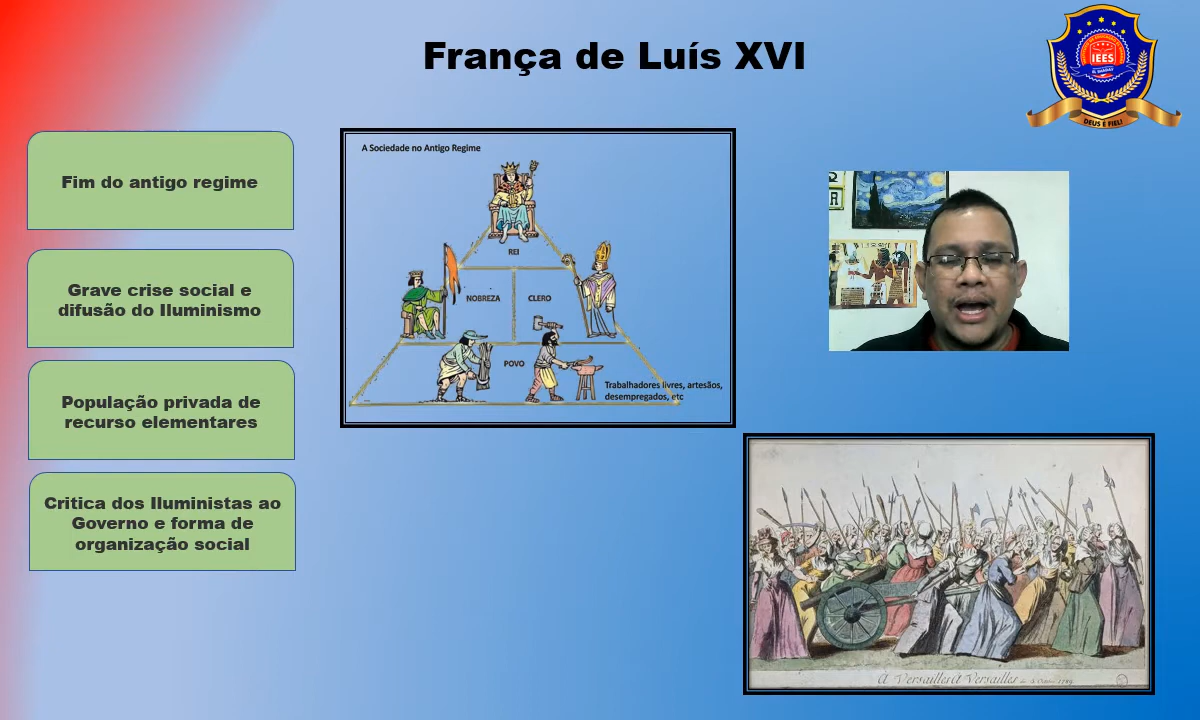 França de Luís XVI
IEES
DEUS É FIEL!
Fim do antigo regime
Grave crise social e
difusão do Iluminismo
População privada de
recurso elementares
Critica dos Iluministas ao
Governo e forma de
organização social
A Sociedade no Antigo Regime
REI
NOBREZA
CLERO
POVO
Trabalhadores livres, artesãos,
desempregados, etc
R
A Versailles A Versailles